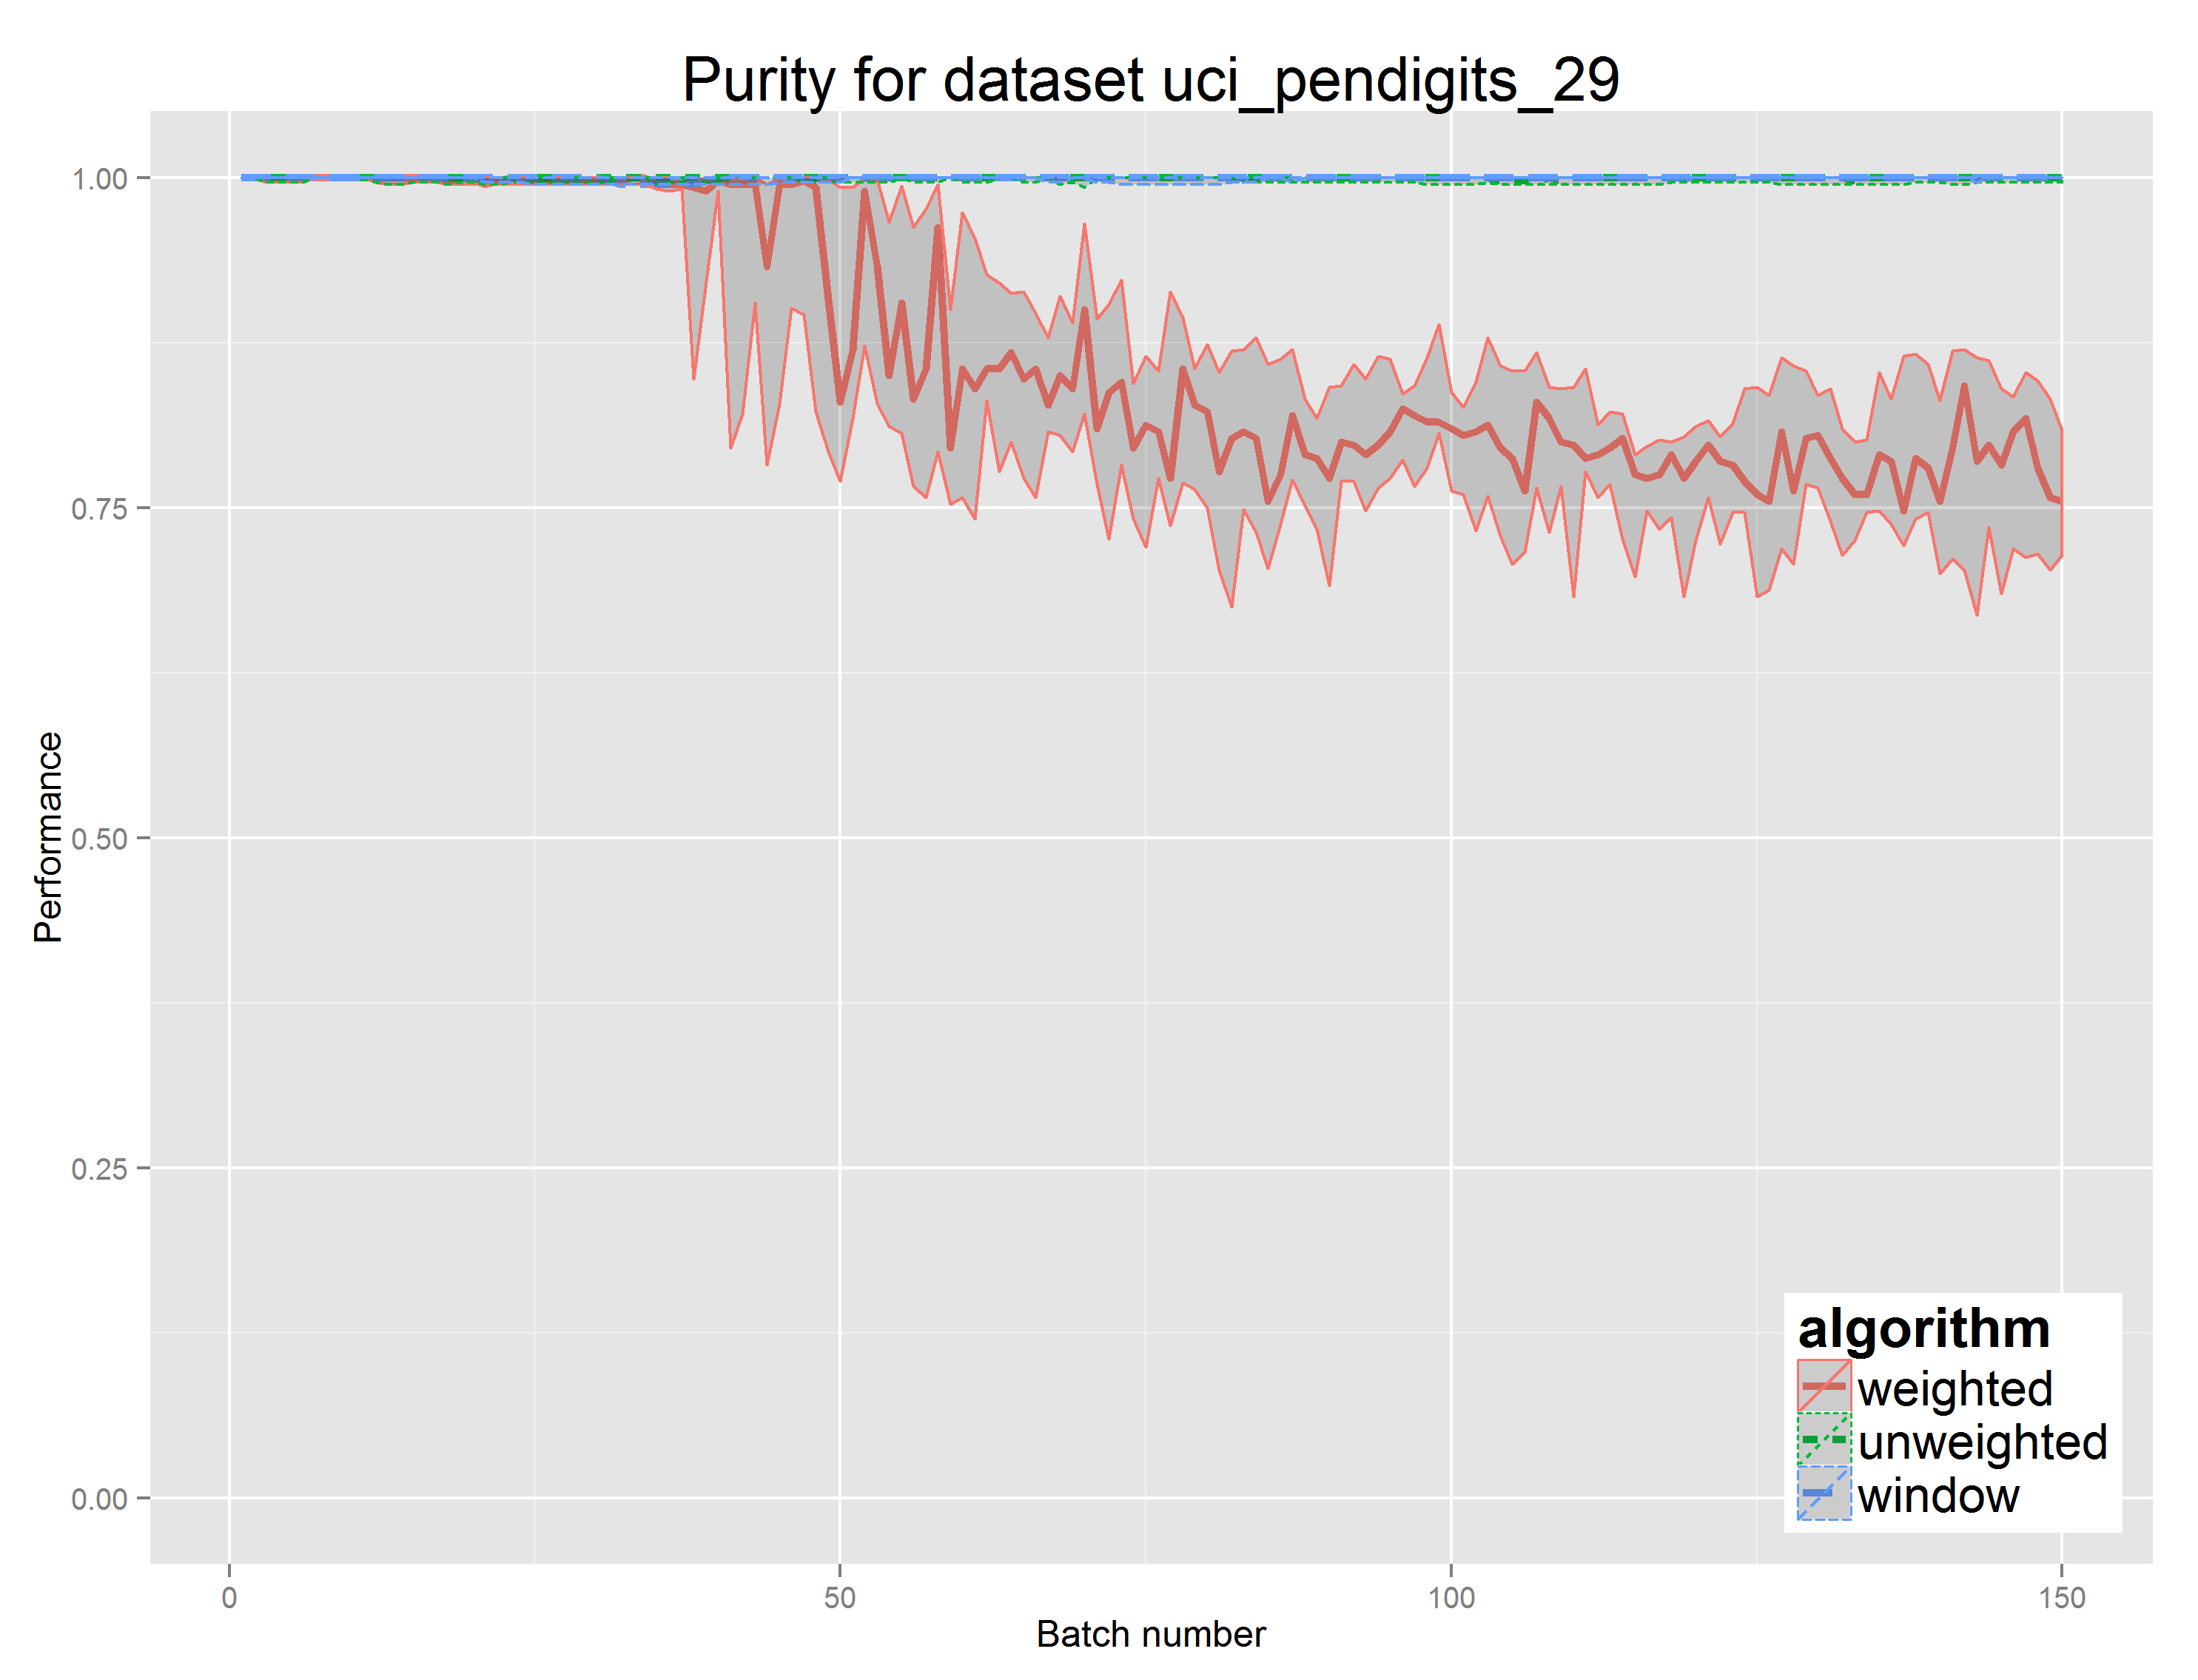 Purity for dataset uci_pendigits_29
1.00
0.75
0.50
0.25
0.00
Performance
0
50
100
150
Batch number
algorithm
weighted
unweighted
window